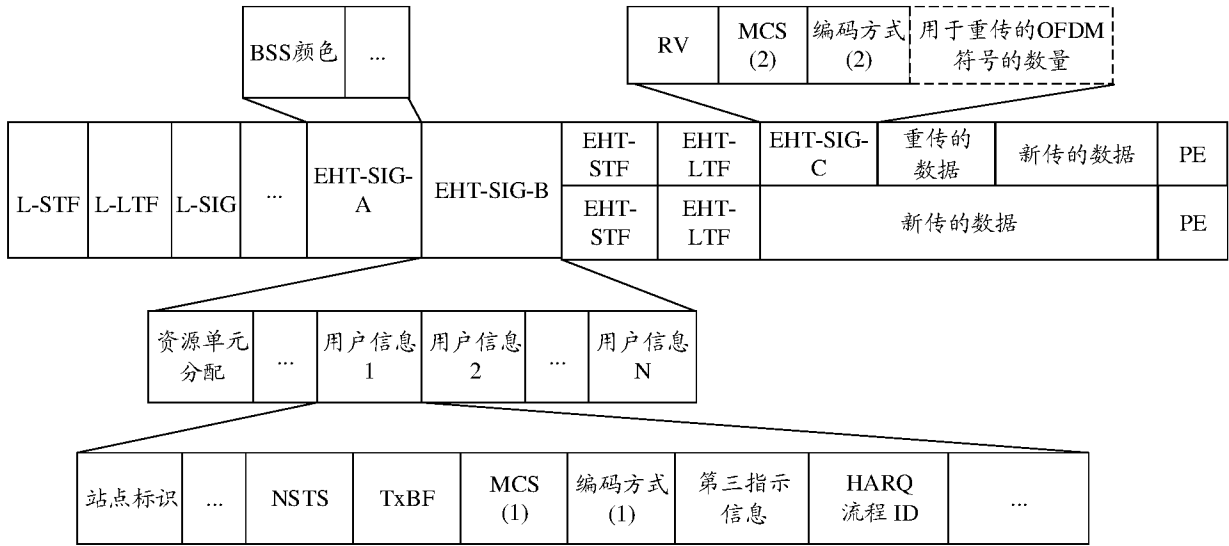 BSS颜色
...
RV
MCS
(2)
编码方式
(2)
用于重传的OFDM
符号的数量
L-STF
L-LTF
L-SIG
...
EHT-SIG-
A
EHT-SIG-B
EHT-
STF
EHT-
LTF
EHT-SIG-
C
重传的
数据
新传的数据
PE
EHT-
STF
EHT-
LTF
新传的数据
PE
资源单元
分配
...
用户信息
1
用户信息
2
...
用户信息
N
站点标识
...
NSTS
TxBF
MCS
(1)
编码方式
(1)
第三指示
信息
HARQ
流程 ID
...